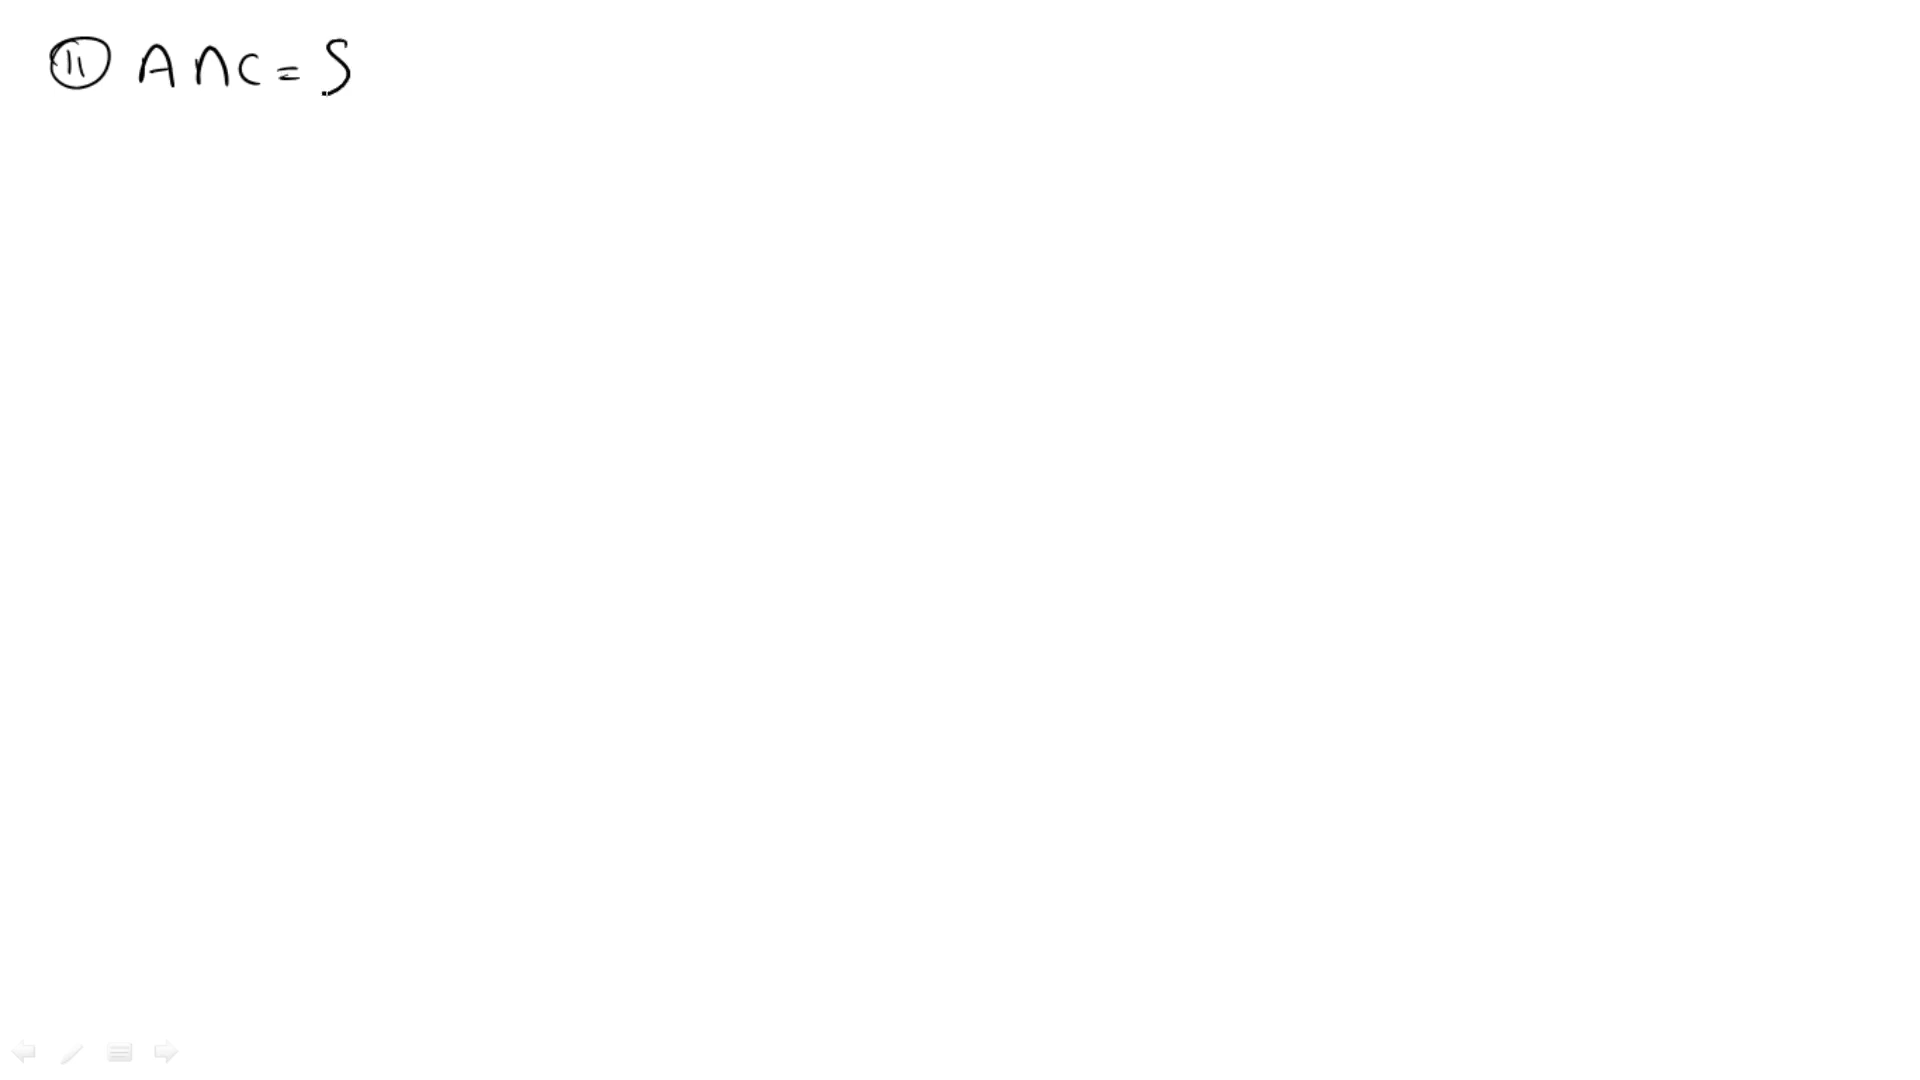 ⑪ A ∩ C = S